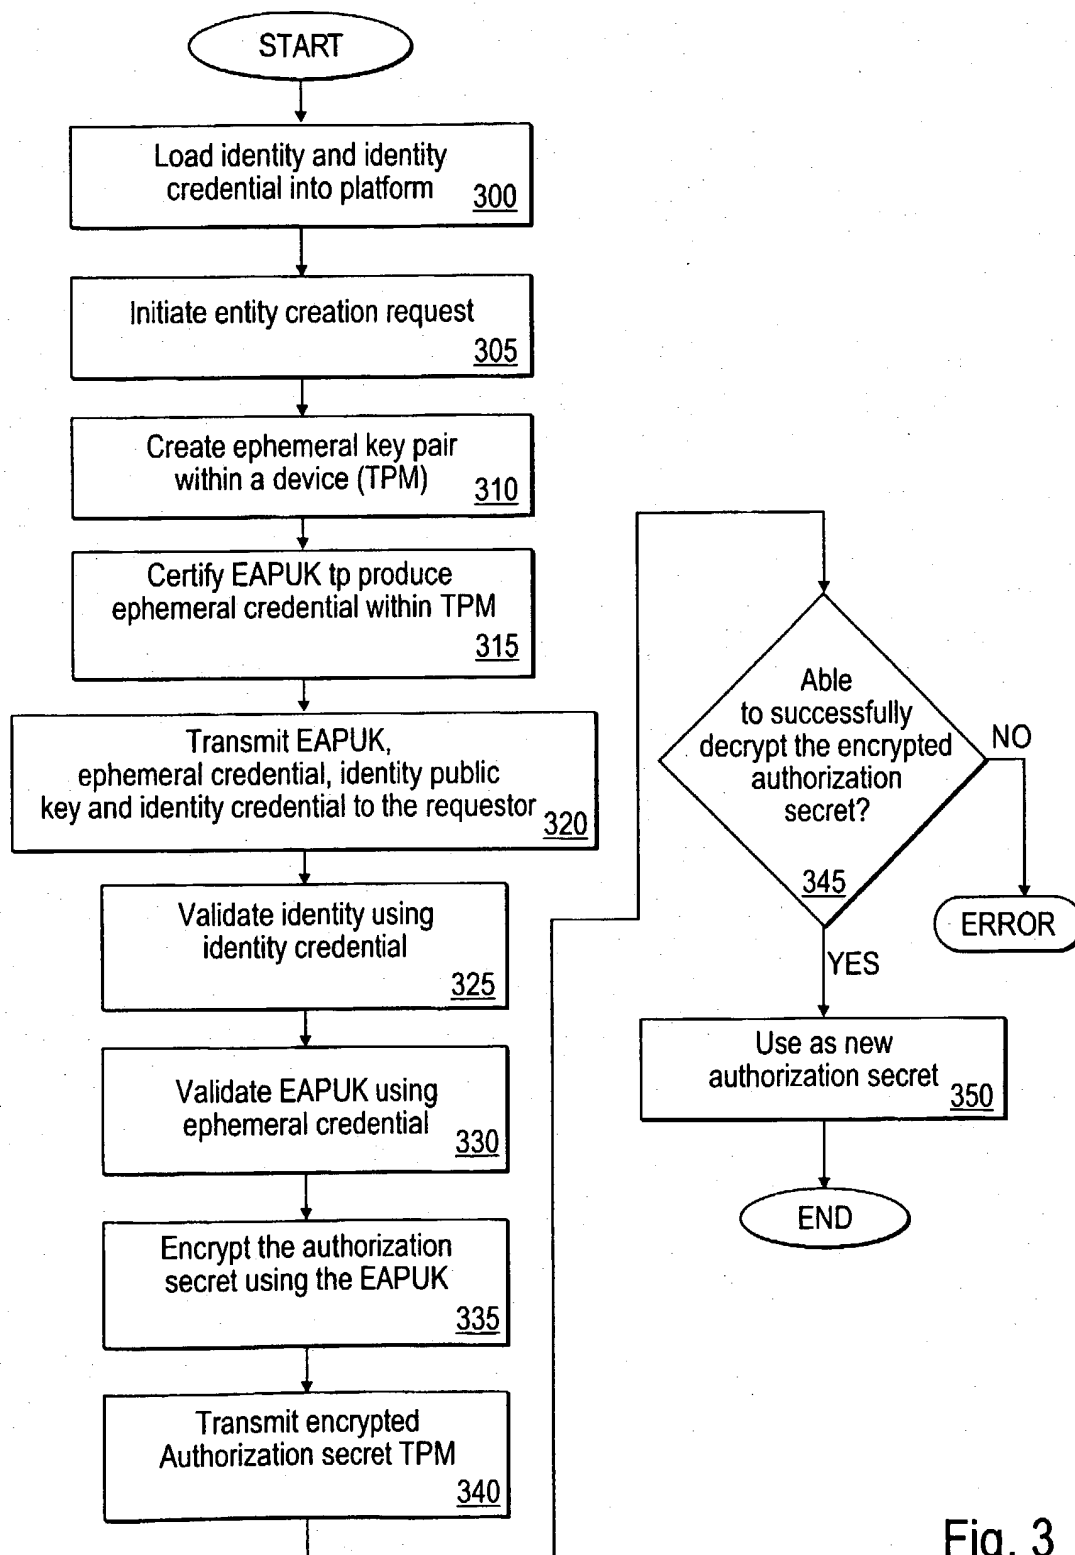 START
Load identity and identity
credential into platform
300
Initiate entity creation request
305
Create ephemeral key pair
within a device (TPM)
310
Certify EAPUK tp produce
ephemeral credential within TPM
315
Transmit EAPUK,
ephemeral credential, identity public
key and identity credential to the requestor
320
Validate identity using
identity credential
325
Validate EAPUK using
ephemeral credential
330
Encrypt the authorization
secret using the EAPUK
335
Transmit encrypted
Authorization secret TPM
340
Able
to successfully
decrypt the encrypted
authorization
secret?
345
NO
ERROR
YES
Use as new
authorization secret
350
END
Fig. 3